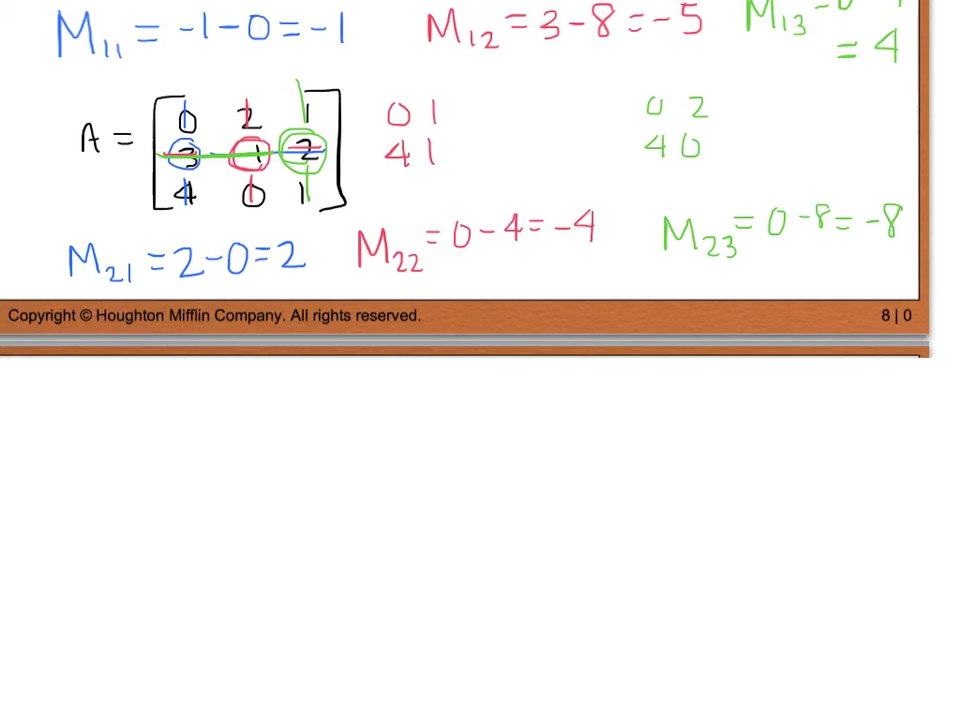 M₁₁ = -1 - 0 = -1
M₁₂ = 3 - 8 = -5
M₁₃
= 4
A =
0 2 1
3 -1 2
4 0 1
0 1
4 1
0 2
4 0
M₂₁ = 2 - 0 = 2
M₂₂ = 0 - 4 = -4
M₂₃ = 0 - 8 = -8
Copyright © Houghton Mifflin Company. All rights reserved.
8 | 0